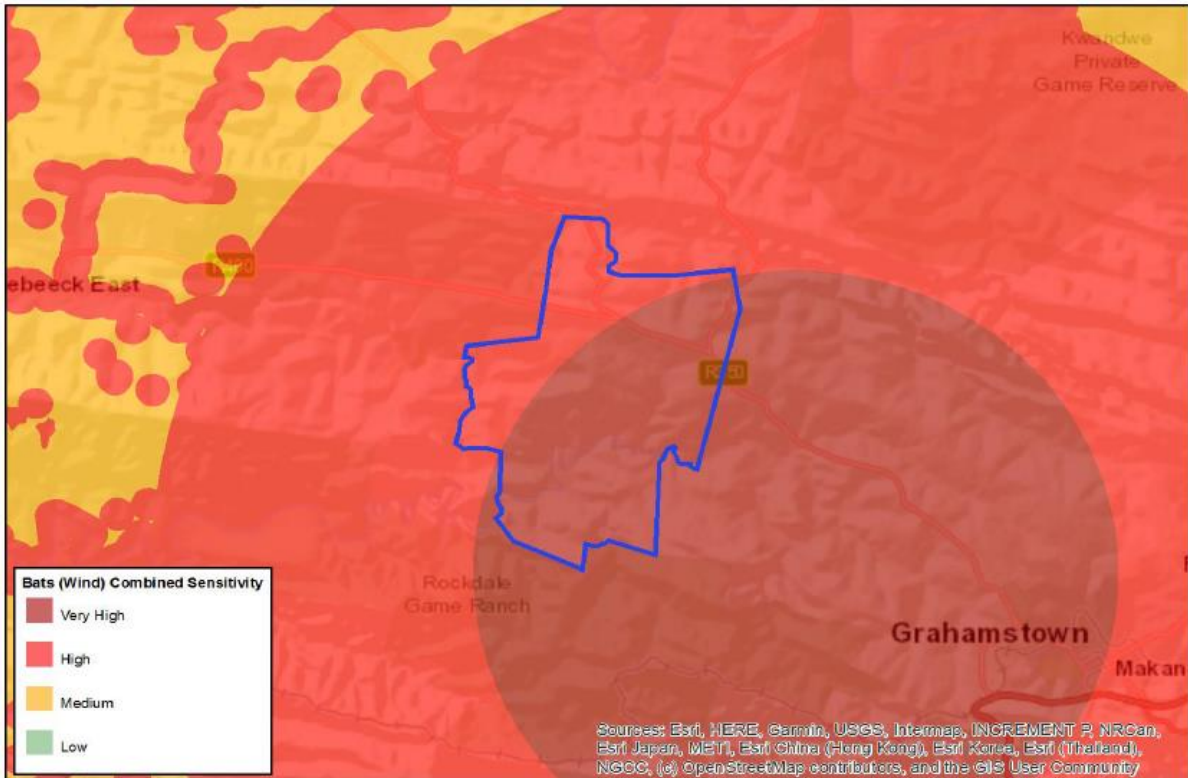 Kwandwe
Private
Game Reserve
ebeeck East
Rockdale
Game Ranch
Grahamstown
Makan
Bats (Wind) Combined Sensitivity
Very High
High
Medium
Low
Sources: Esri, HERE, Garmin, USGS, Intermap, INCREMENT P, NRCan,
Esri Japan, METI, Esri China (Hong Kong), Esri Korea, Esri (Thailand),
NGCC, (c) OpenStreetMap contributors, and the GIS User Community